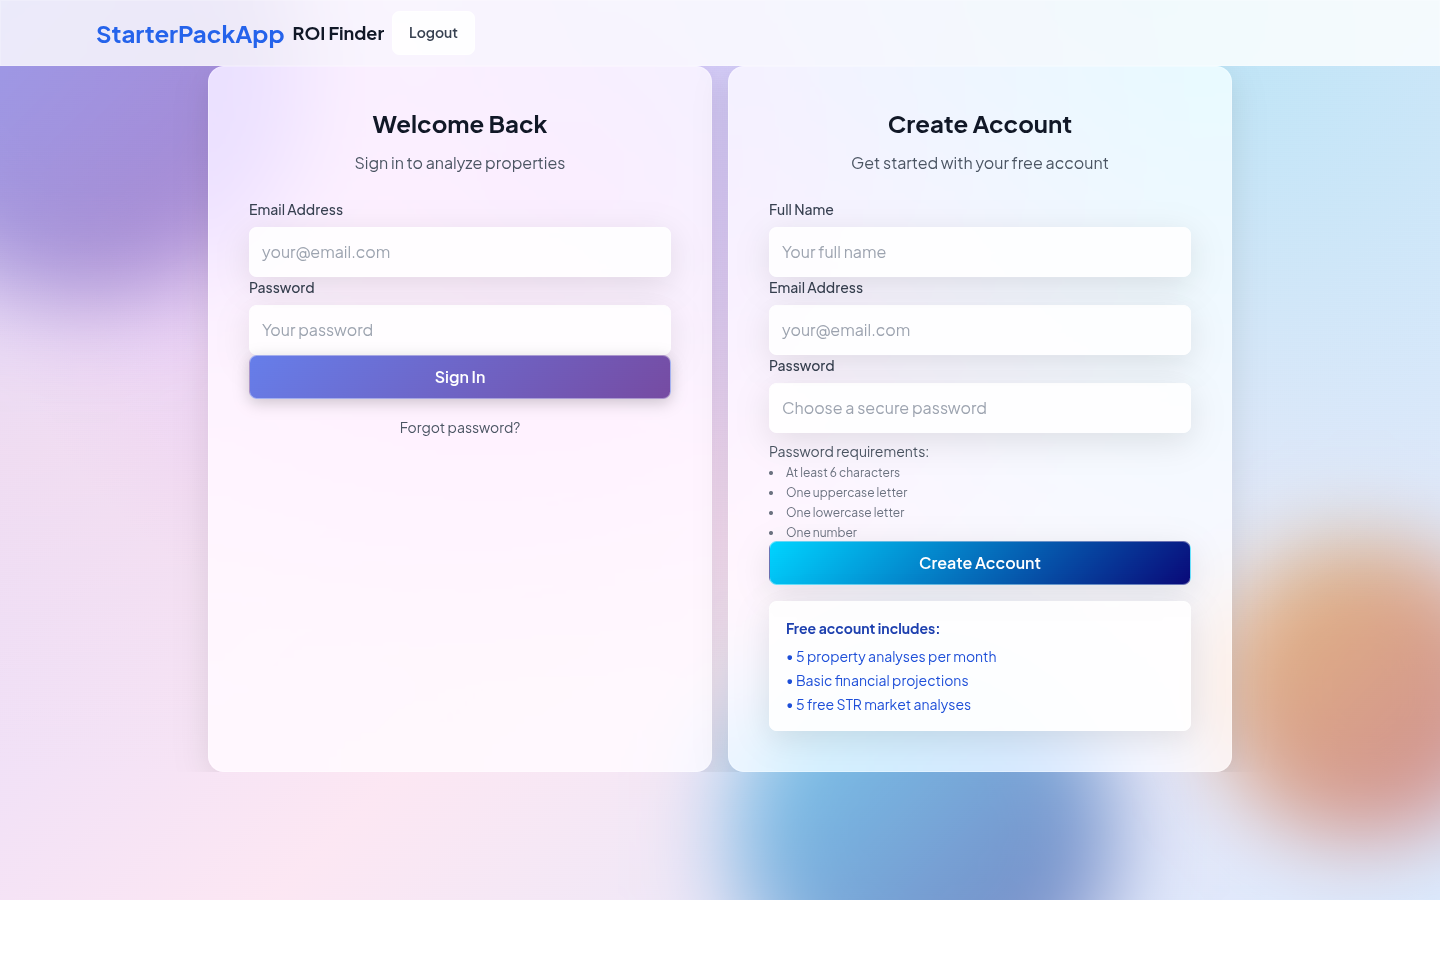 StarterPackApp ROI Finder Logout
Welcome Back
Sign in to analyze properties
Email Address
your@email.com
Password
Your password
Sign In
Forgot password?
Create Account
Get started with your free account
Full Name
Your full name
Email Address
your@email.com
Password
Choose a secure password
Password requirements:
• At least 6 characters
• One uppercase letter
• One lowercase letter
• One number
Create Account
Free account includes:
• 5 property analyses per month
• Basic financial projections
• 5 free STR market analyses